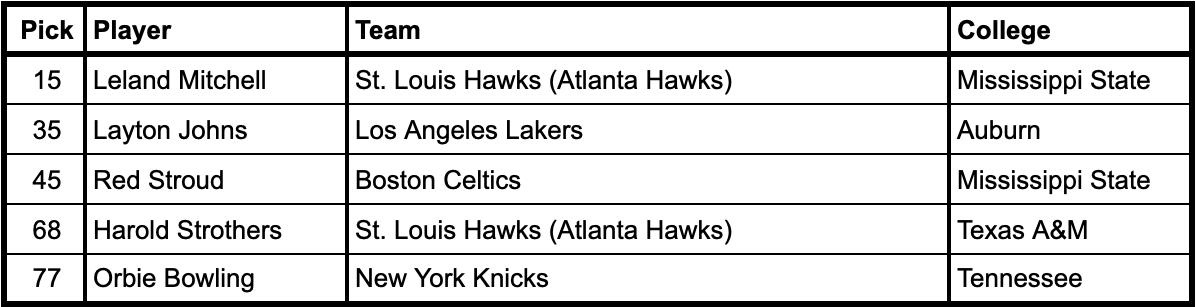 Pick Player Team College
15 Leland Mitchell St. Louis Hawks (Atlanta Hawks) Mississippi State
35 Layton Johns Los Angeles Lakers Auburn
45 Red Stroud Boston Celtics Mississippi State
68 Harold Strothers St. Louis Hawks (Atlanta Hawks) Texas A&M
77 Orbie Bowling New York Knicks Tennessee